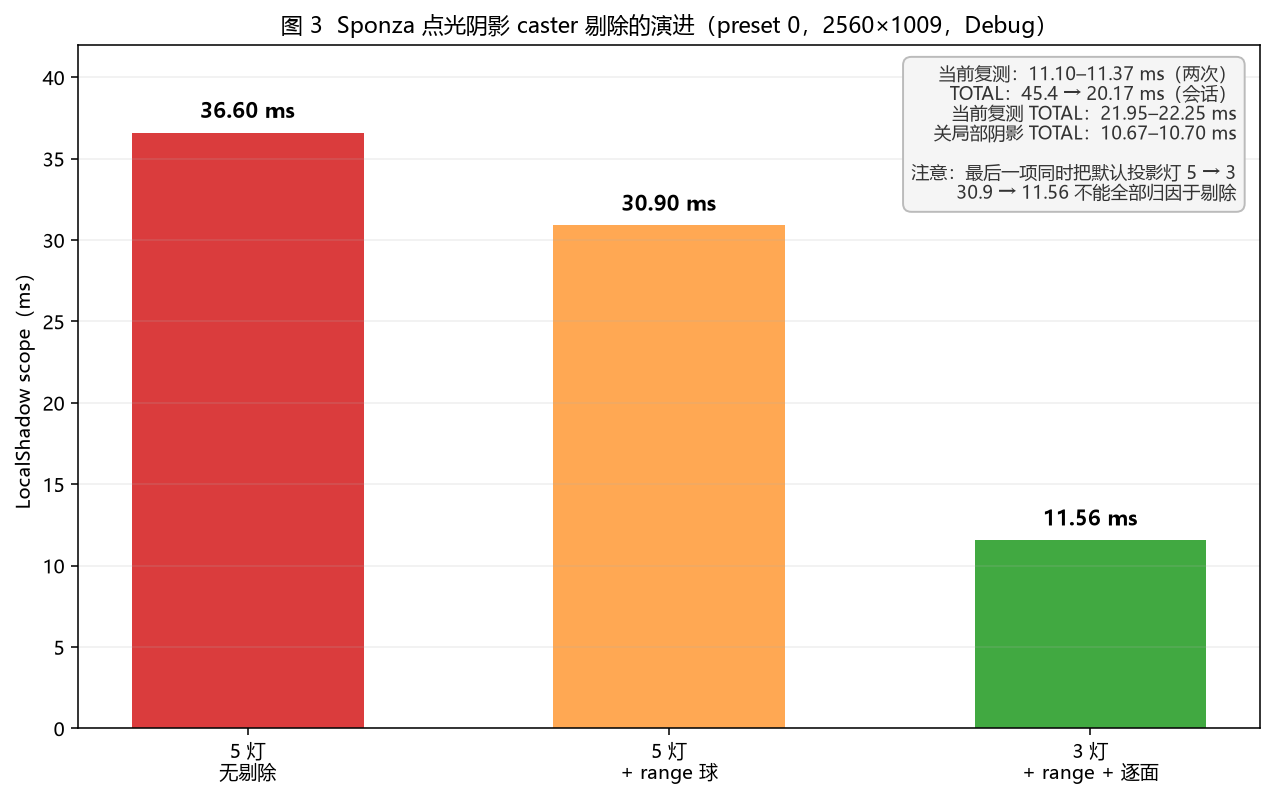 图 3  Sponza 点光阴影 caster 剔除的演进（preset 0，2560×1009，Debug）
当前复测：11.10–11.37 ms（两次）
TOTAL：45.4 → 20.17 ms（会话）
当前复测 TOTAL：21.95–22.25 ms
关局部阴影 TOTAL：10.67–10.70 ms
注意：最后一项同时把默认投影灯 5 → 3
30.9 → 11.56 不能全部归因于剔除
LocalShadow scope（ms）
40
35
30
25
20
15
10
5
0
36.60 ms
30.90 ms
11.56 ms
5 灯
无剔除
5 灯
+ range 球
3 灯
+ range + 逐面